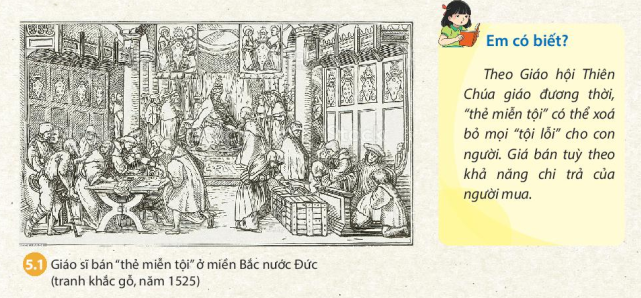 Em có biết?
Theo Giáo hội Thiên
Chúa giáo đương thời,
“thẻ miễn tội” có thể xoá
bỏ mọi “tội lỗi” cho con
người. Giá bán tuỳ theo
khả năng chi trả của
người mua.
5.1 Giáo sĩ bán “thẻ miễn tội” ở miền Bắc nước Đức
(tranh khắc gỗ, năm 1525)